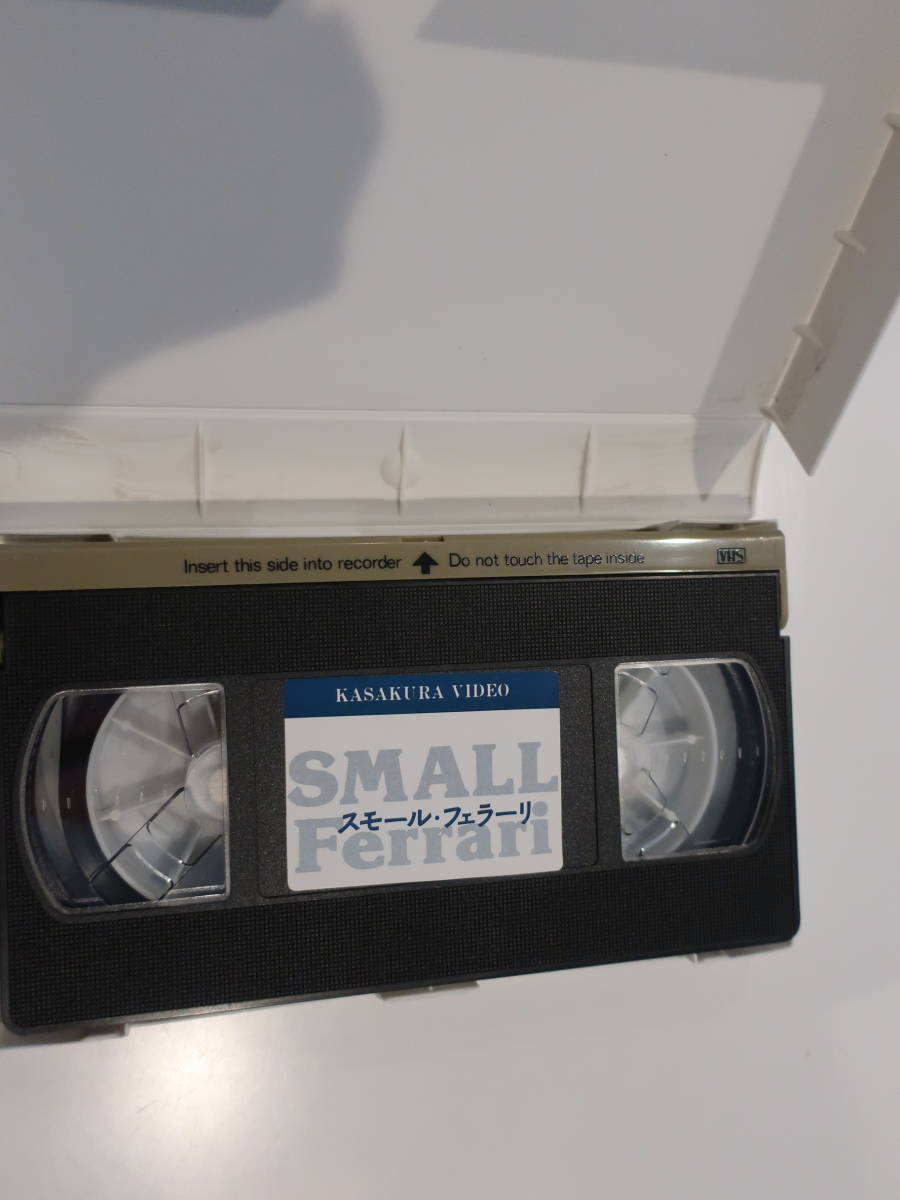 Insert this side into recorder ↑ Do not touch the tape inside VHS
KASAKURA VIDEO
SMALL
スモール・フェラーリ
Ferrari